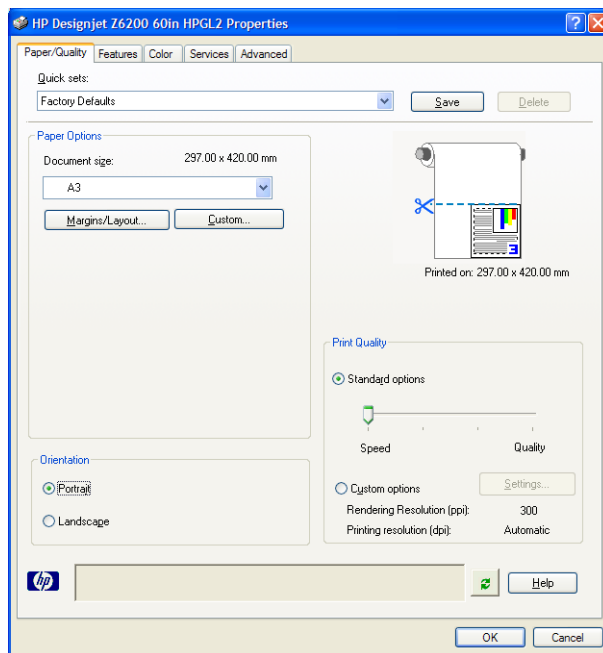 HP Designjet Z6200 60in HPGL2 Properties
Paper/Quality Features Color Services Advanced
Quick sets:
Factory Defaults
Save
Delete
Paper Options
Document size: 297.00 x 420.00 mm
A3
Margins/Layout...
Custom...
Printed on: 297.00 x 420.00 mm
Print Quality
Standard options
Speed Quality
Custom options
Settings...
Rendering Resolution (ppi): 300
Printing resolution (dpi): Automatic
Orientation
Portrait
Landscape
hp
Help
OK
Cancel